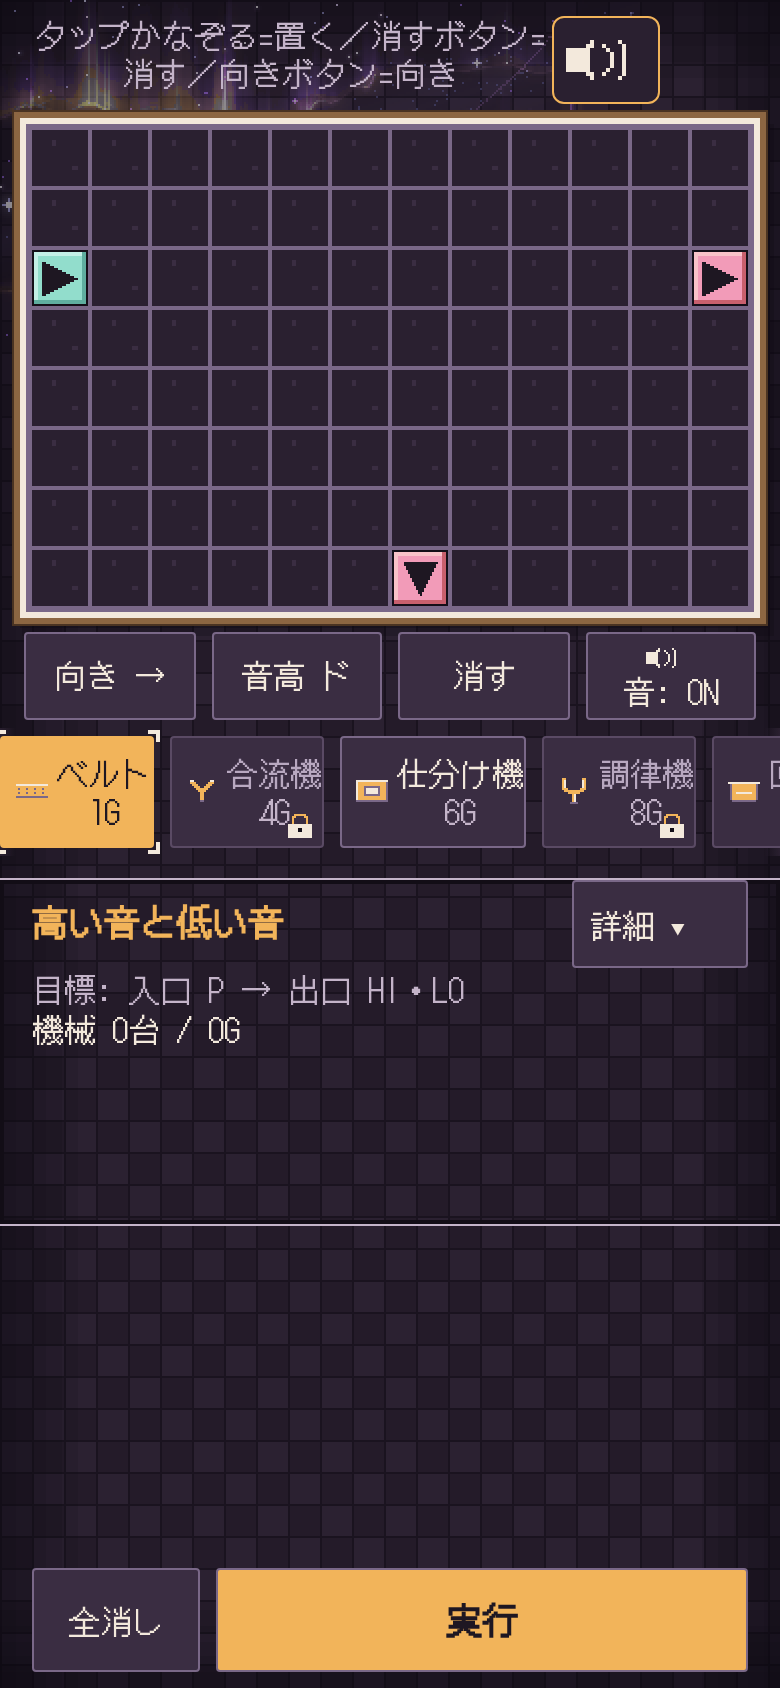 タップかなぞる=置く／消すボタン=
消す／向きボタン=向き
向き →
音高 ド
消す
音: ON
ベルト
1G
合流機
4G
仕分け機
6G
調律機
8G
高い音と低い音
詳細 ▼
目標: 入口 P → 出口 HI・LO
機械 0台 / 0G
全消し
実行